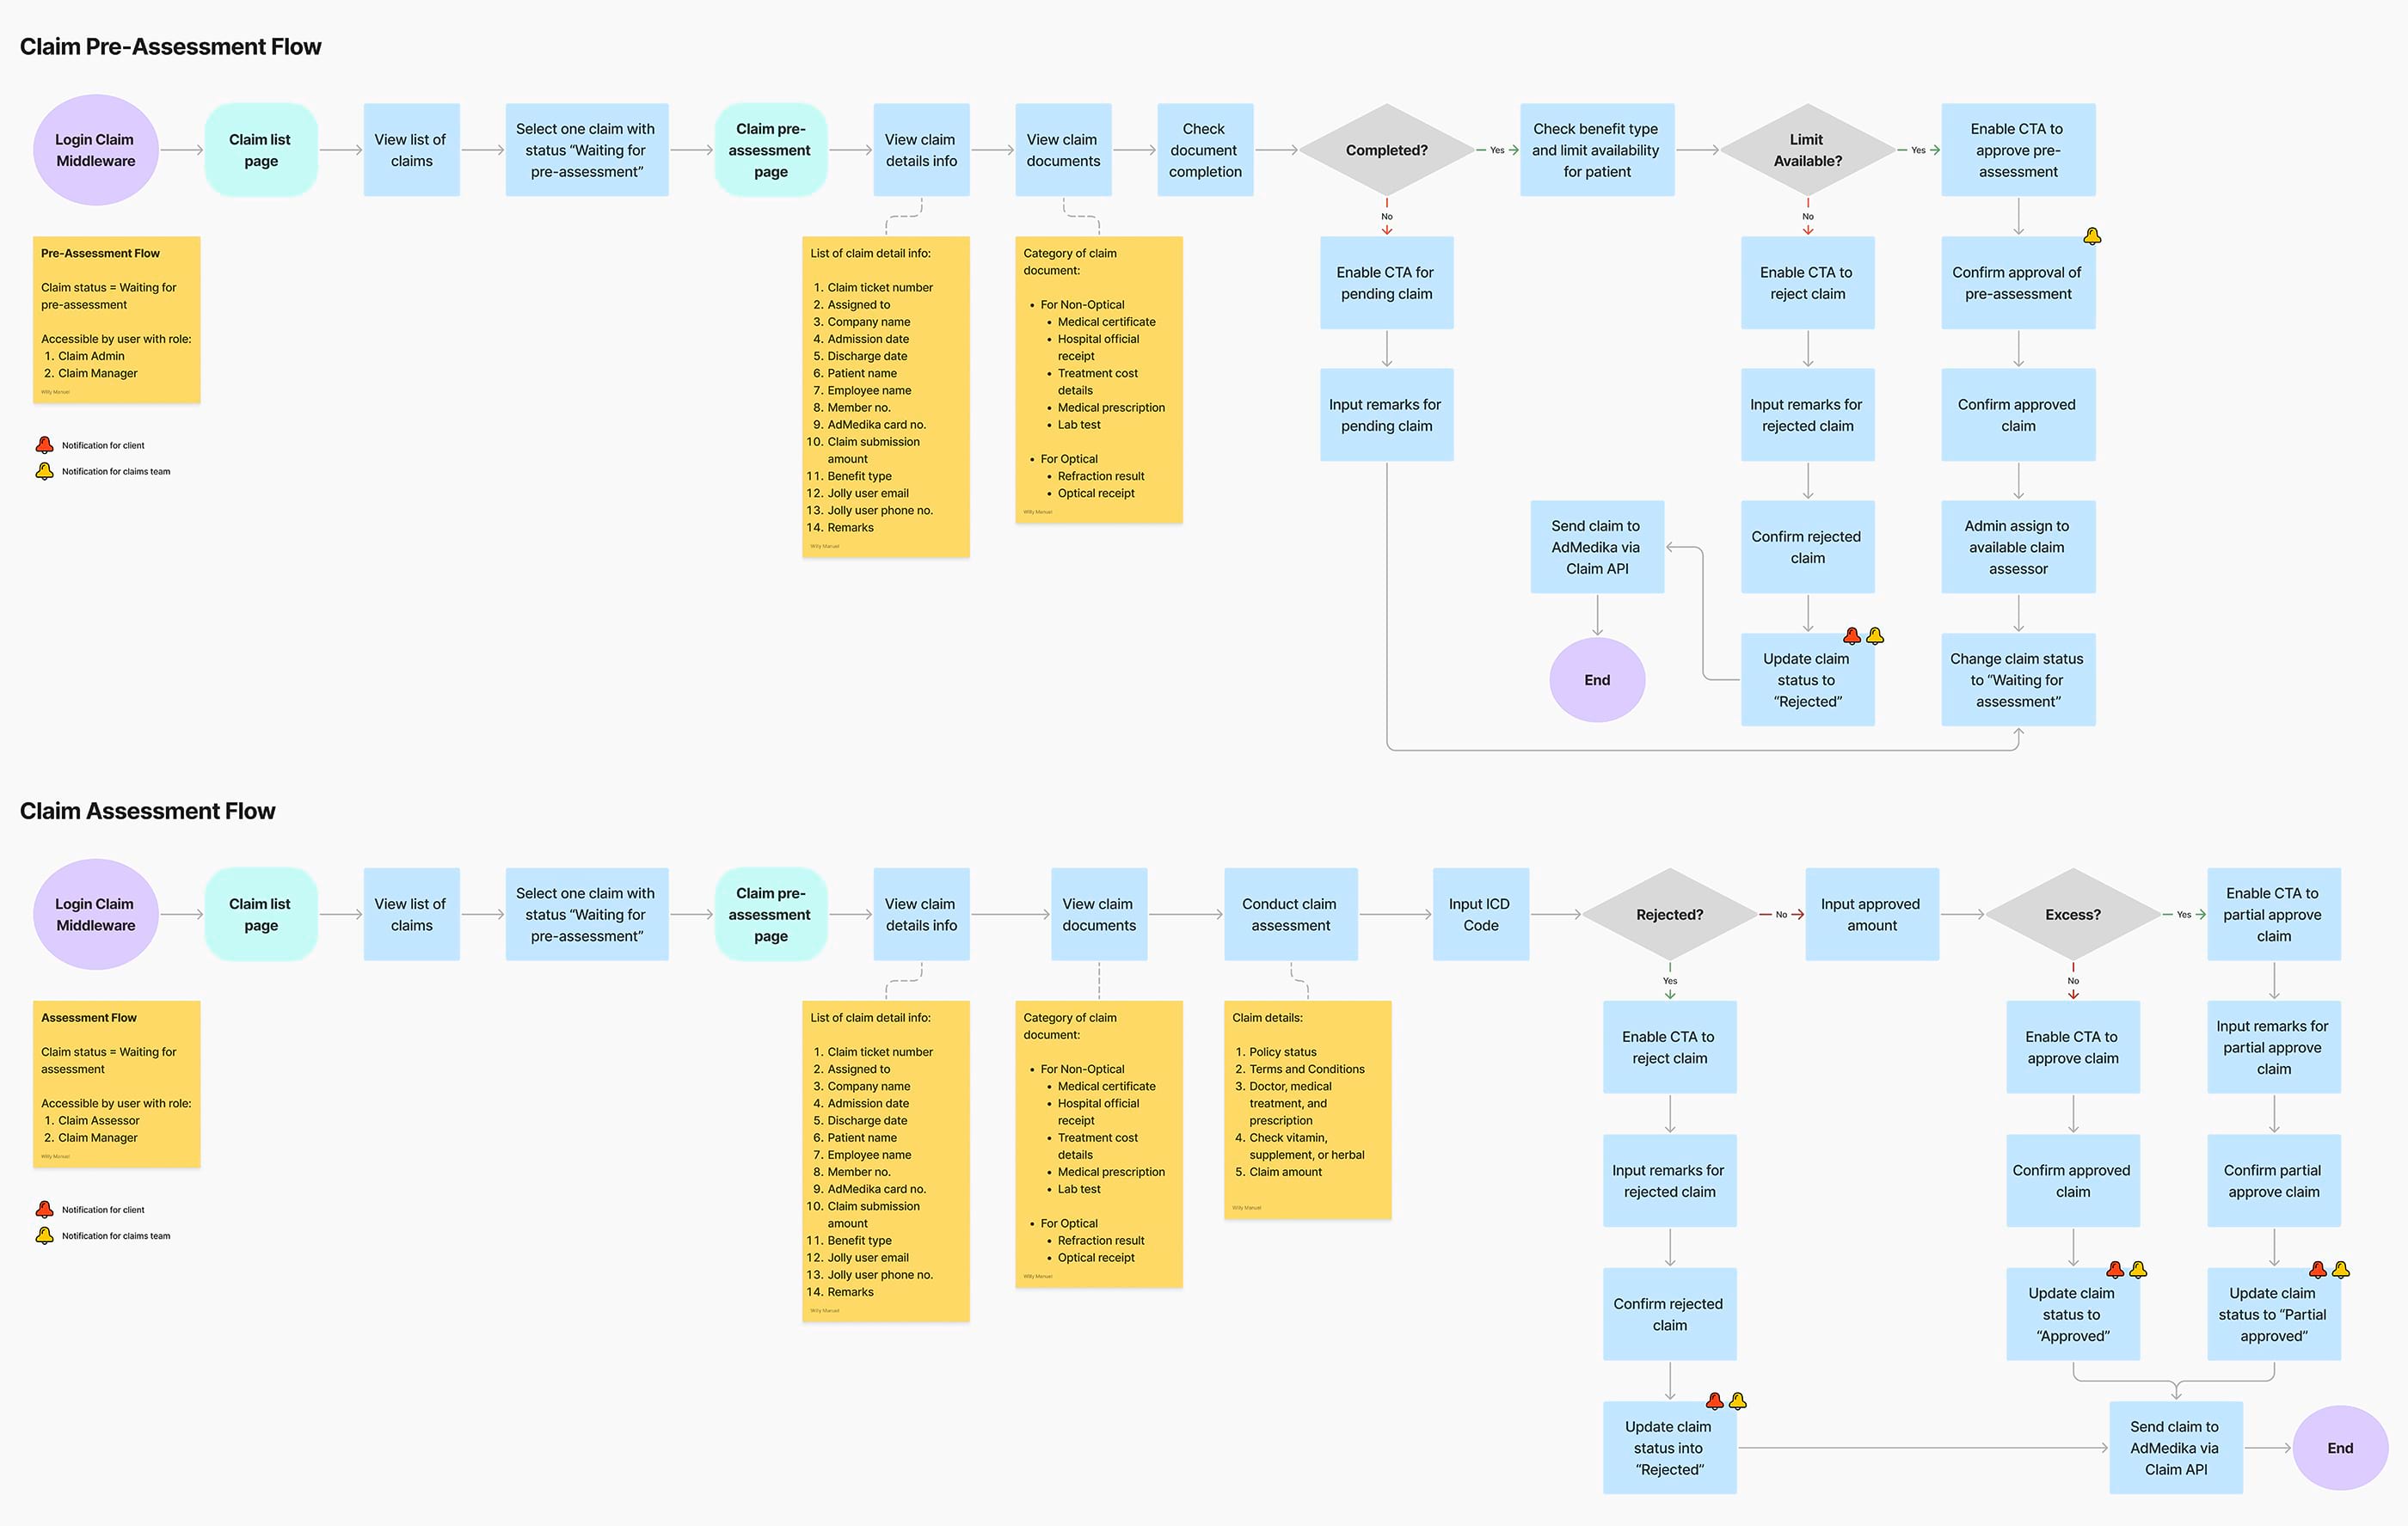 Claim Pre-Assessment Flow
Login Claim
Middleware
Claim list
page
View list of
claims
Select one claim with
status “Waiting for
pre-assessment”
Claim pre-
assessment
page
View claim
details info
View claim
documents
Check
document
completion
Completed?
Yes
Check benefit type
and limit availability
for patient
Limit
Available?
Yes
Enable CTA to
approve pre-
assessment
Pre-Assessment Flow
Claim status = Waiting for
pre-assessment
Accessible by user with role:
1. Claim Admin
2. Claim Manager
Willy Manuel
Notification for client
Notification for claims team
List of claim detail info:
1. Claim ticket number
2. Assigned to
3. Company name
4. Admission date
5. Discharge date
6. Patient name
7. Employee name
8. Member no.
9. AdMedika card no.
10. Claim submission
amount
11. Benefit type
12. Jolly user email
13. Jolly user phone no.
14. Remarks
Willy Manuel
Category of claim
document:
• For Non-Optical
• Medical certificate
• Hospital official
receipt
• Treatment cost
details
• Medical prescription
• Lab test
• For Optical
• Refraction result
• Optical receipt
Willy Manuel
No
Enable CTA for
pending claim
Input remarks for
pending claim
No
Enable CTA to
reject claim
Input remarks for
rejected claim
Confirm rejected
claim
Update claim
status to
“Rejected”
Send claim to
AdMedika via
Claim API
End
Confirm approval of
pre-assessment
Confirm approved
claim
Admin assign to
available claim
assessor
Change claim status
to “Waiting for
assessment”
Claim Assessment Flow
Login Claim
Middleware
Claim list
page
View list of
claims
Select one claim with
status “Waiting for
pre-assessment”
Claim pre-
assessment
page
View claim
details info
View claim
documents
Conduct claim
assessment
Input ICD
Code
Rejected?
No
Input approved
amount
Excess?
Yes
Enable CTA to
partial approve
claim
Assessment Flow
Claim status = Waiting for
assessment
Accessible by user with role:
1. Claim Assessor
2. Claim Manager
Willy Manuel
Notification for client
Notification for claims team
List of claim detail info:
1. Claim ticket number
2. Assigned to
3. Company name
4. Admission date
5. Discharge date
6. Patient name
7. Employee name
8. Member no.
9. AdMedika card no.
10. Claim submission
amount
11. Benefit type
12. Jolly user email
13. Jolly user phone no.
14. Remarks
Willy Manuel
Category of claim
document:
• For Non-Optical
• Medical certificate
• Hospital official
receipt
• Treatment cost
details
• Medical prescription
• Lab test
• For Optical
• Refraction result
• Optical receipt
Willy Manuel
Claim details:
1. Policy status
2. Terms and Conditions
3. Doctor, medical
treatment, and
prescription
4. Check vitamin,
supplement, or herbal
5. Claim amount
Willy Manuel
Yes
Enable CTA to
reject claim
Input remarks for
rejected claim
Confirm rejected
claim
Update claim
status into
“Rejected”
No
Enable CTA to
approve claim
Confirm approved
claim
Update claim
status to
“Approved”
Input remarks for
partial approve
claim
Confirm partial
approve claim
Update claim
status to “Partial
approved”
Send claim to
AdMedika via
Claim API
End